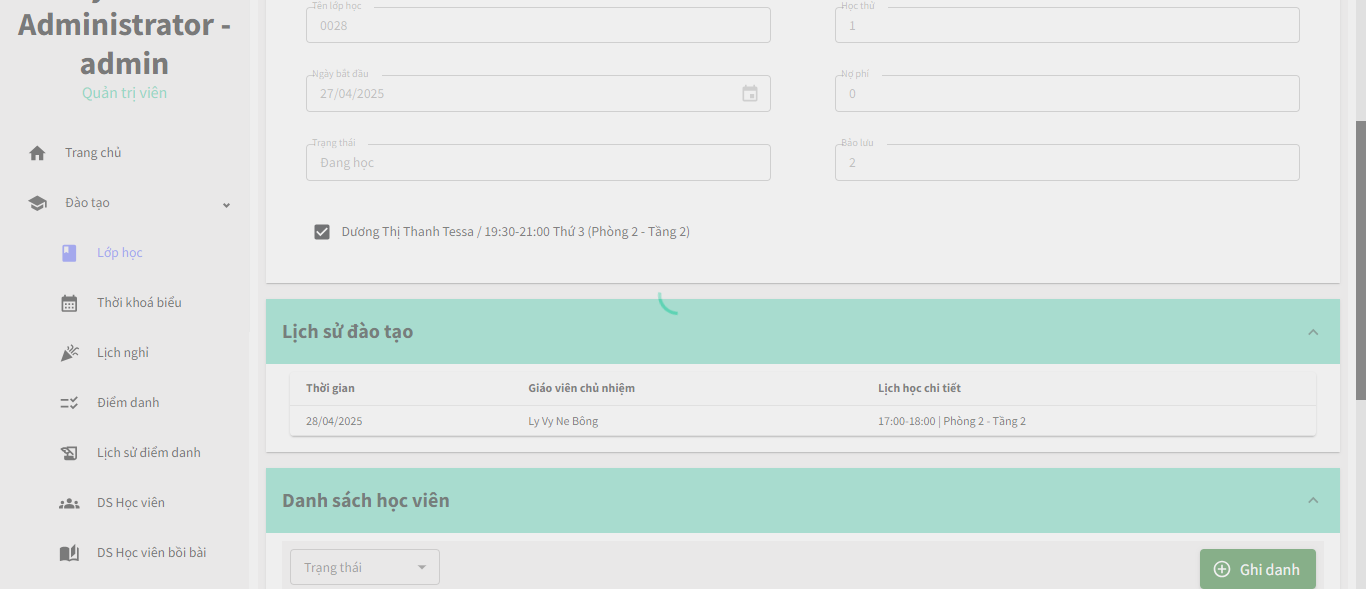 Administrator -
admin
Quản trị viên
Trang chủ
Đào tạo
Lớp học
Thời khoá biểu
Lịch nghỉ
Điểm danh
Lịch sử điểm danh
DS Học viên
DS Học viên bồi bài
Tên lớp học
0028
Học thử
1
Ngày bắt đầu
27/04/2025
Nợ phí
0
Trạng thái
Đang học
Bảo lưu
2
Dương Thị Thanh Tessa / 19:30-21:00 Thứ 3 (Phòng 2 - Tầng 2)
Lịch sử đào tạo
Thời gian Giáo viên chủ nhiệm Lịch học chi tiết
28/04/2025 Ly Vy Ne Bông 17:00-18:00 | Phòng 2 - Tầng 2
Danh sách học viên
Trạng thái
Ghi danh